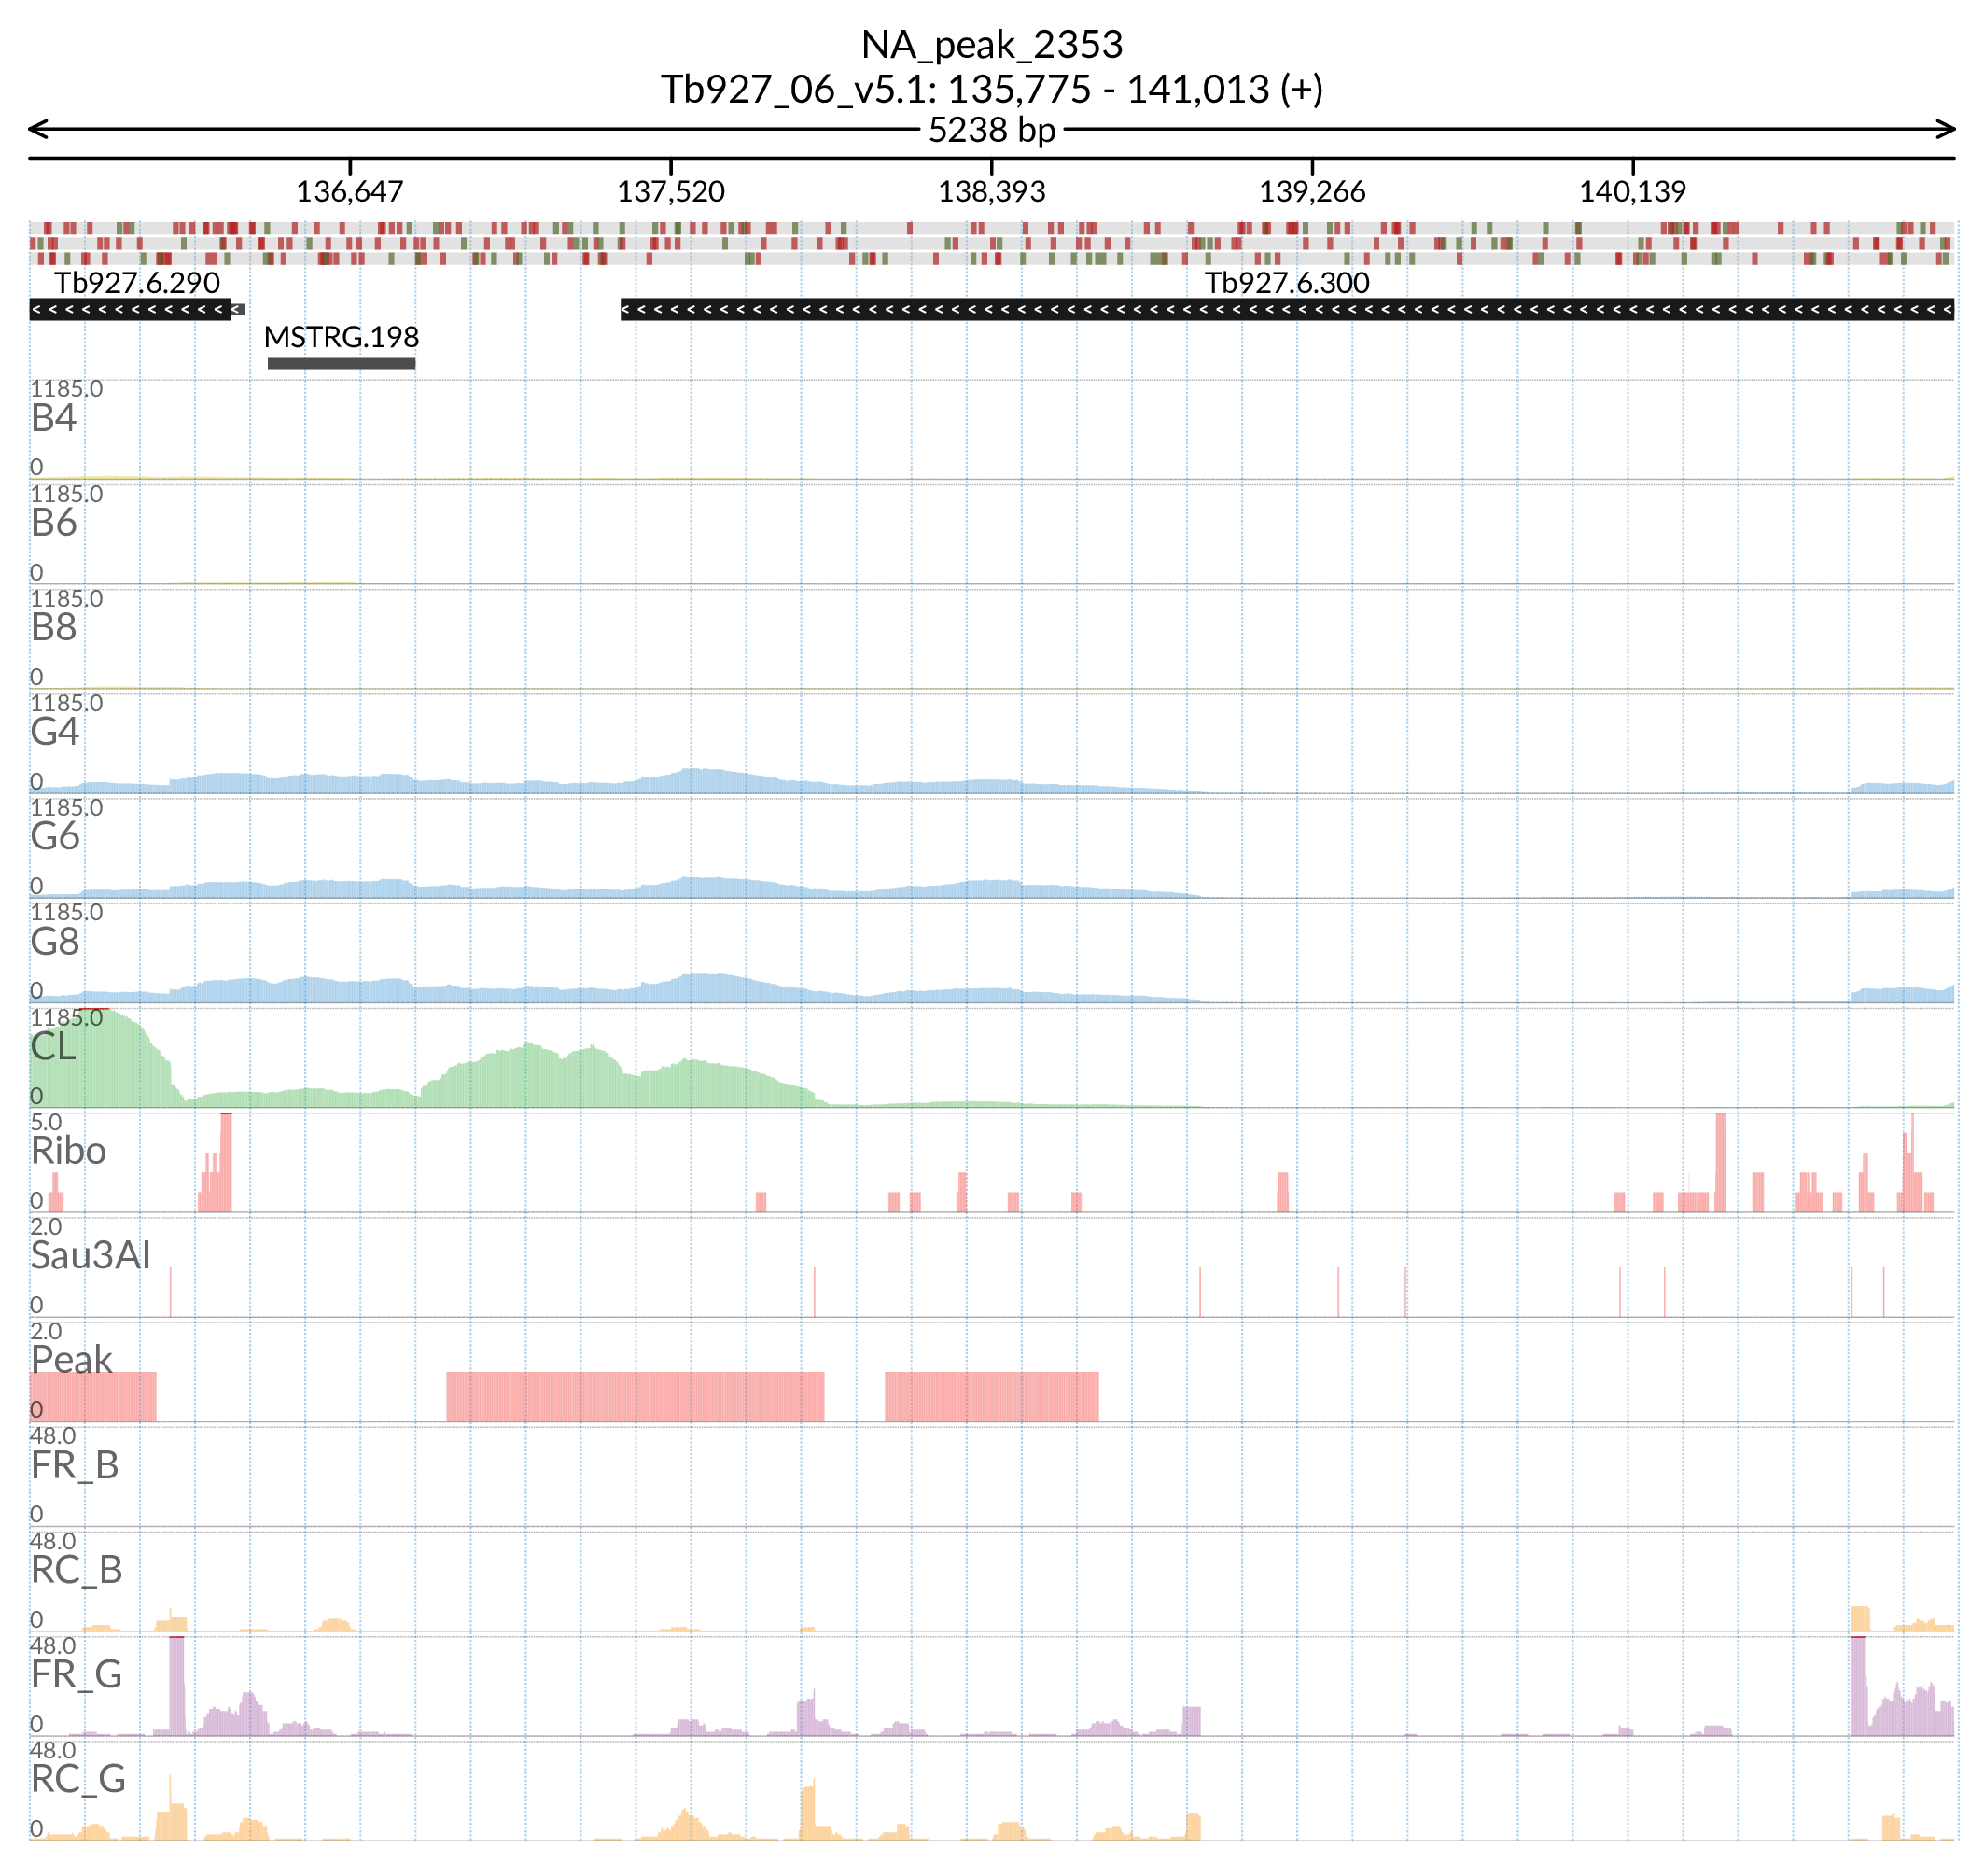 NA_peak_2353
Tb927_06_v5.1: 135,775 - 141,013 (+)
5238 bp
136,647 137,520 138,393 139,266 140,139
Tb927.6.290 Tb927.6.300
MSTRG.198
1185.0
B4
0
1185.0
B6
0
1185.0
B8
0
1185.0
G4
0
1185.0
G6
0
1185.0
G8
0
1185.0
CL
0
5.0
Ribo
0
2.0
Sau3AI
0
2.0
Peak
0
48.0
FR_B
0
48.0
RC_B
0
48.0
FR_G
0
48.0
RC_G
0